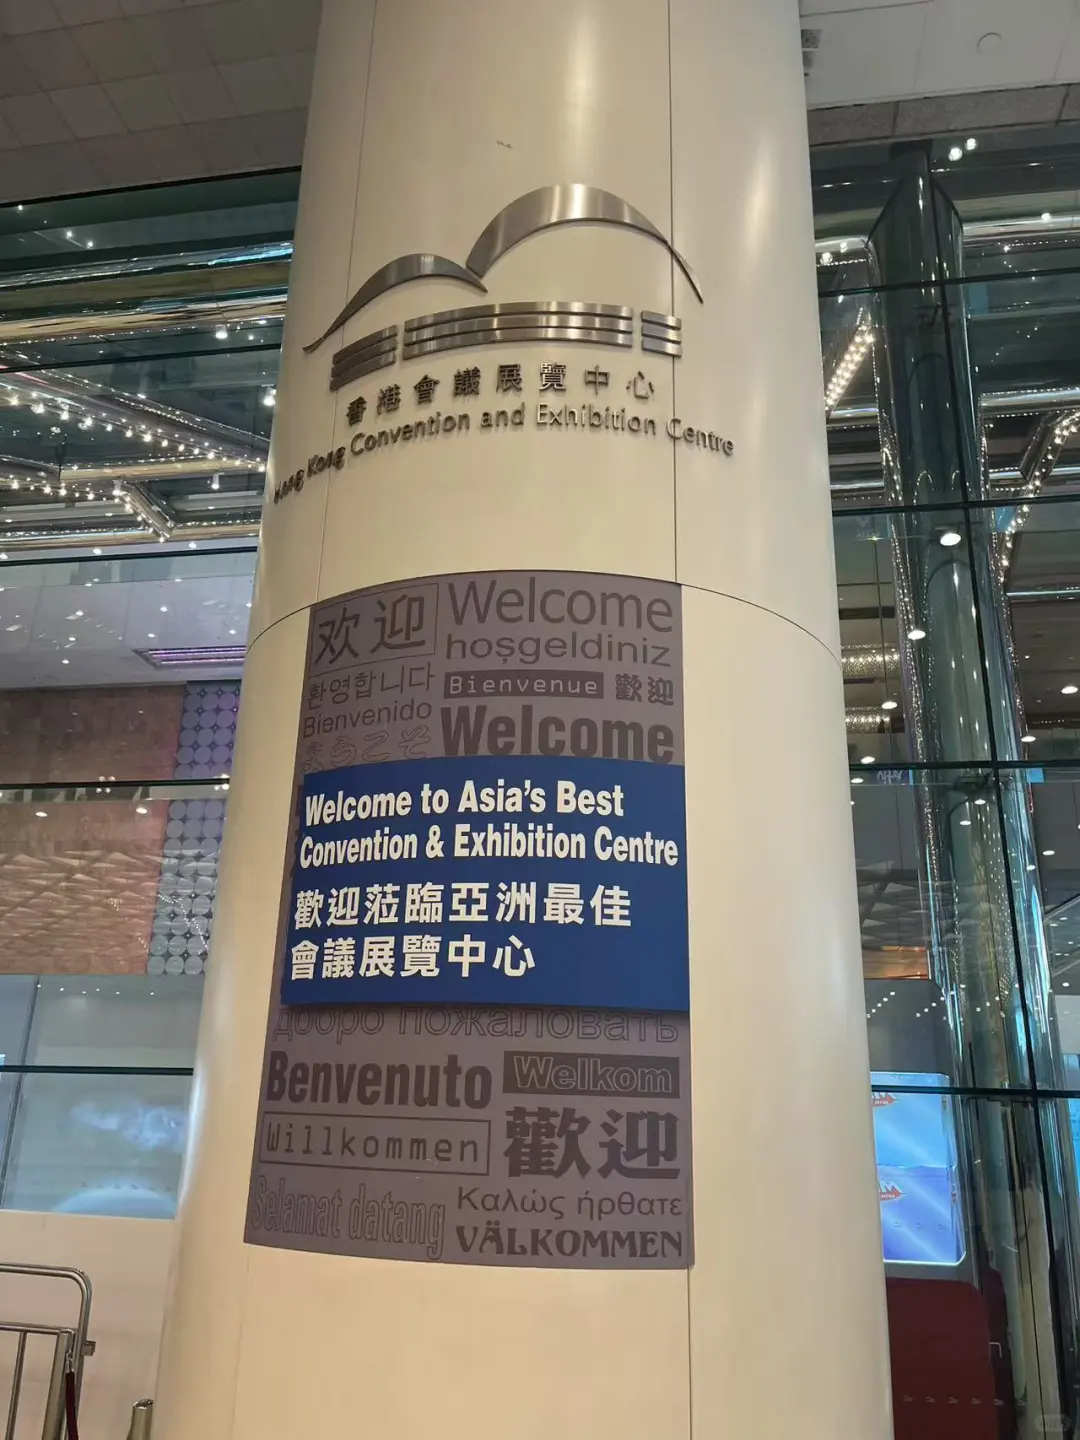 香港會議展覽中心
Hong Kong Convention and Exhibition Centre
欢迎
Welcome
hoşgeldiniz
환영합니다
Bienvenue 歡迎
Bienvenido
ようこそ
Welcome
Welcome to Asia's Best
Convention & Exhibition Centre
歡迎蒞臨亞洲最佳
會議展覽中心
добро пожаловать
Benvenuto
Welkom
Willkommen
歡迎
Selamat datang
Καλώς ήρθατε
VÄLKOMMEN